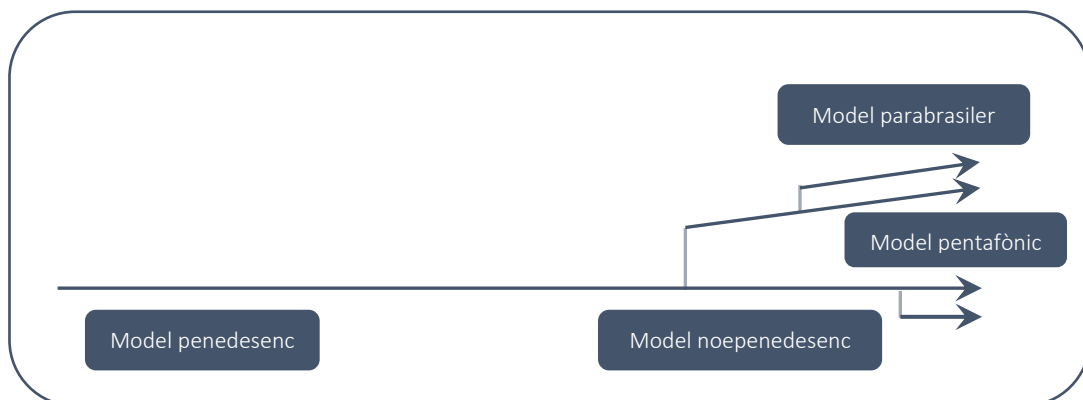 Model parabrasiler
Model pentafònic
Model penedesenc
Model noepenedesenc